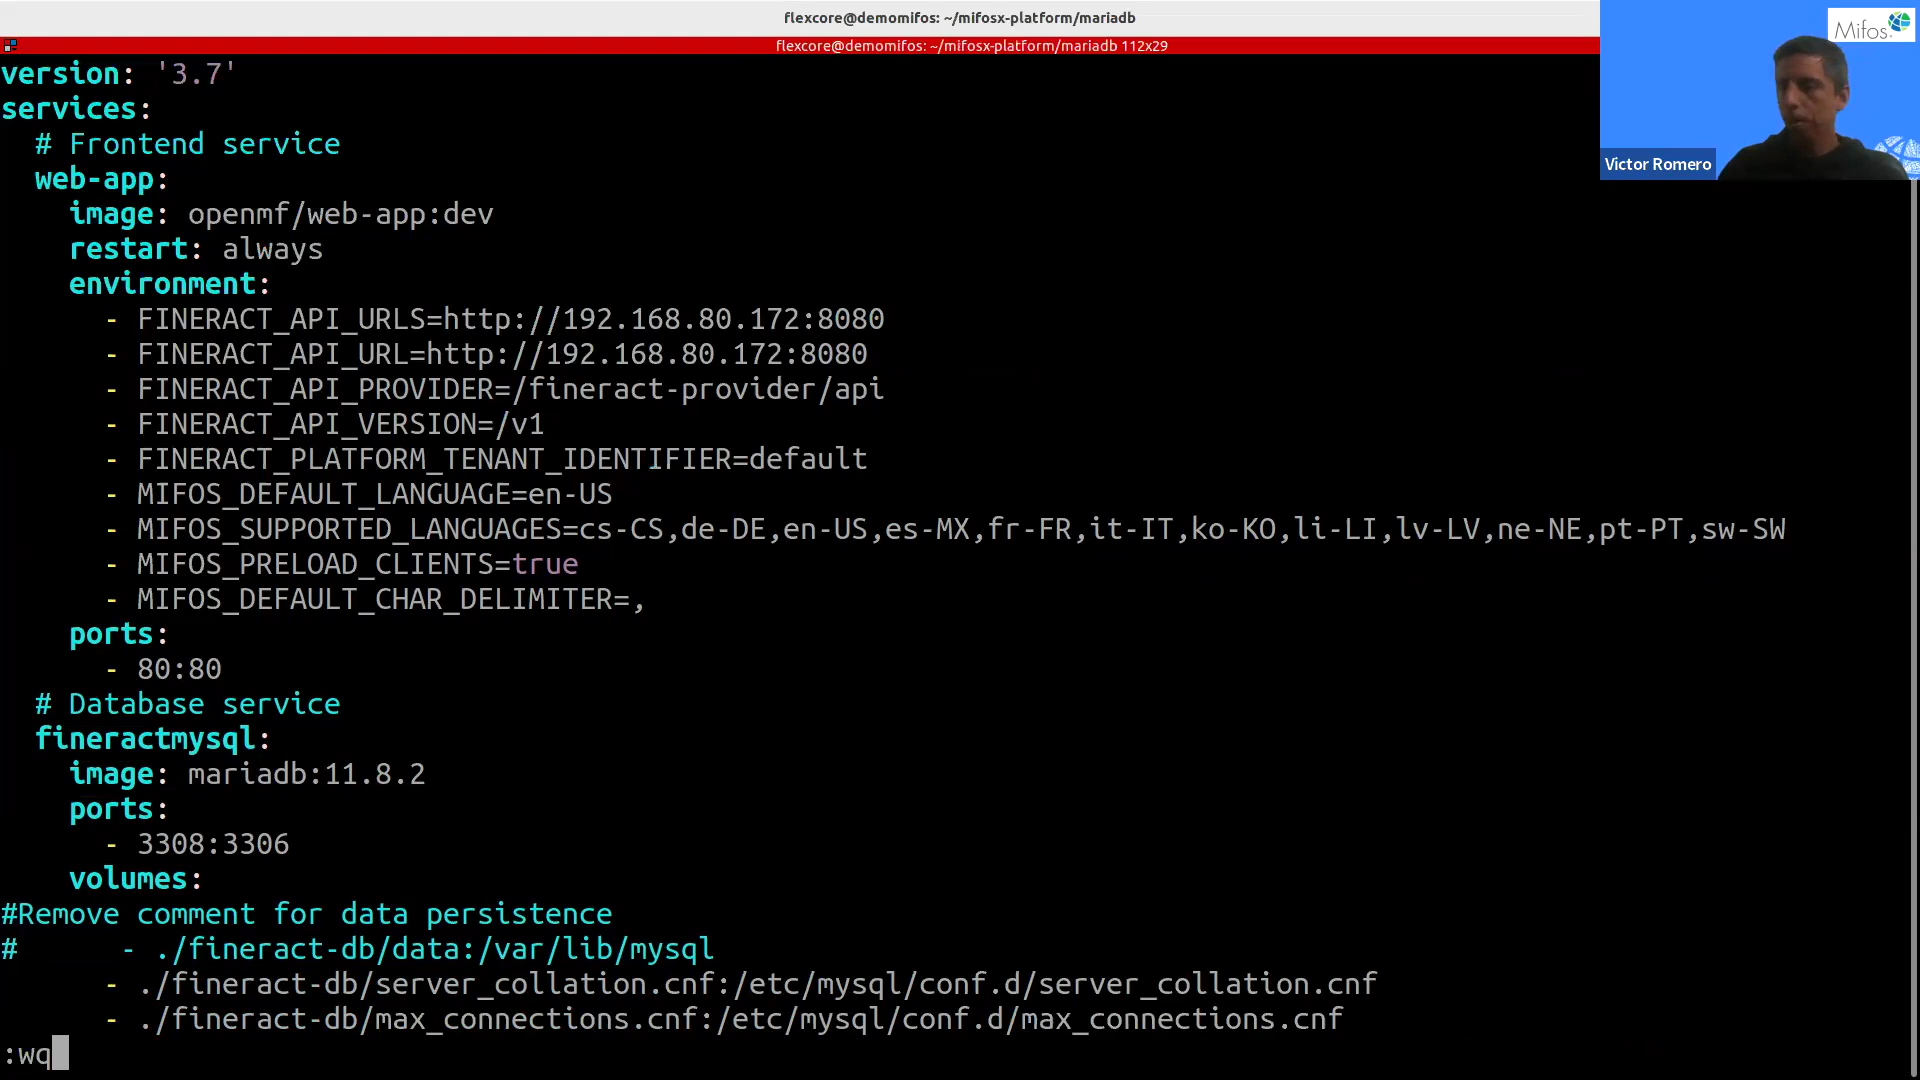 flexcore@demomifos: ~/mifosx-platform/mariadb
flexcore@demomifos: ~/mifosx-platform/mariadb 112x29
Mifos
Victor Romero
version: '3.7'
services:
  # Frontend service
  web-app:
    image: openmf/web-app:dev
    restart: always
    environment:
      - FINERACT_API_URLS=http://192.168.80.172:8080
      - FINERACT_API_URL=http://192.168.80.172:8080
      - FINERACT_API_PROVIDER=/fineract-provider/api
      - FINERACT_API_VERSION=/v1
      - FINERACT_PLATFORM_TENANT_IDENTIFIER=default
      - MIFOS_DEFAULT_LANGUAGE=en-US
      - MIFOS_SUPPORTED_LANGUAGES=cs-CS,de-DE,en-US,es-MX,fr-FR,it-IT,ko-KO,li-LI,lv-LV,ne-NE,pt-PT,sw-SW
      - MIFOS_PRELOAD_CLIENTS=true
      - MIFOS_DEFAULT_CHAR_DELIMITER=,
    ports:
      - 80:80
  # Database service
  fineractmysql:
    image: mariadb:11.8.2
    ports:
      - 3308:3306
    volumes:
#Remove comment for data persistence
#      - ./fineract-db/data:/var/lib/mysql
      - ./fineract-db/server_collation.cnf:/etc/mysql/conf.d/server_collation.cnf
      - ./fineract-db/max_connections.cnf:/etc/mysql/conf.d/max_connections.cnf
:wq